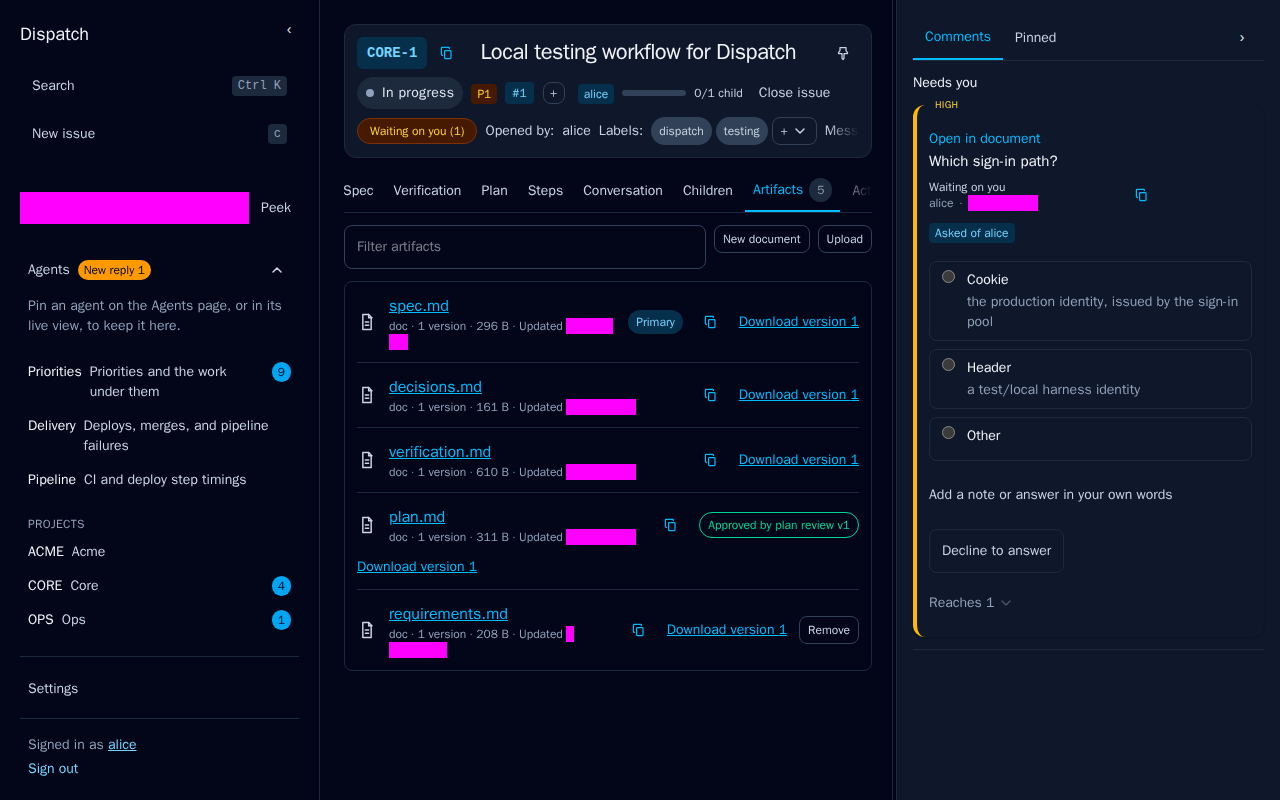 Dispatch
Search
Ctrl K
New issue
C
Peek
Agents
New reply 1
Pin an agent on the Agents page, or in its
live view, to keep it here.
Priorities
Priorities and the work
under them
9
Delivery
Deploys, merges, and pipeline
failures
Pipeline
CI and deploy step timings
PROJECTS
ACME Acme
CORE Core
4
OPS Ops
1
Settings
Signed in as alice
Sign out
CORE-1
Local testing workflow for Dispatch
In progress
P1
#1
+
alice
0/1 child
Close issue
Waiting on you (1)
Opened by: alice
Labels:
dispatch
testing
+
Mess
Spec
Verification
Plan
Steps
Conversation
Children
Artifacts 5
Act
Filter artifacts
New document
Upload
spec.md
doc · 1 version · 296 B · Updated
Primary
Download version 1
decisions.md
doc · 1 version · 161 B · Updated
Download version 1
verification.md
doc · 1 version · 610 B · Updated
Download version 1
plan.md
doc · 1 version · 311 B · Updated
Approved by plan review v1
Download version 1
requirements.md
doc · 1 version · 208 B · Updated
Download version 1
Remove
Comments
Pinned
Needs you
HIGH
Open in document
Which sign-in path?
Waiting on you
alice ·
Asked of alice
Cookie
the production identity, issued by the sign-in
pool
Header
a test/local harness identity
Other
Add a note or answer in your own words
Decline to answer
Reaches 1